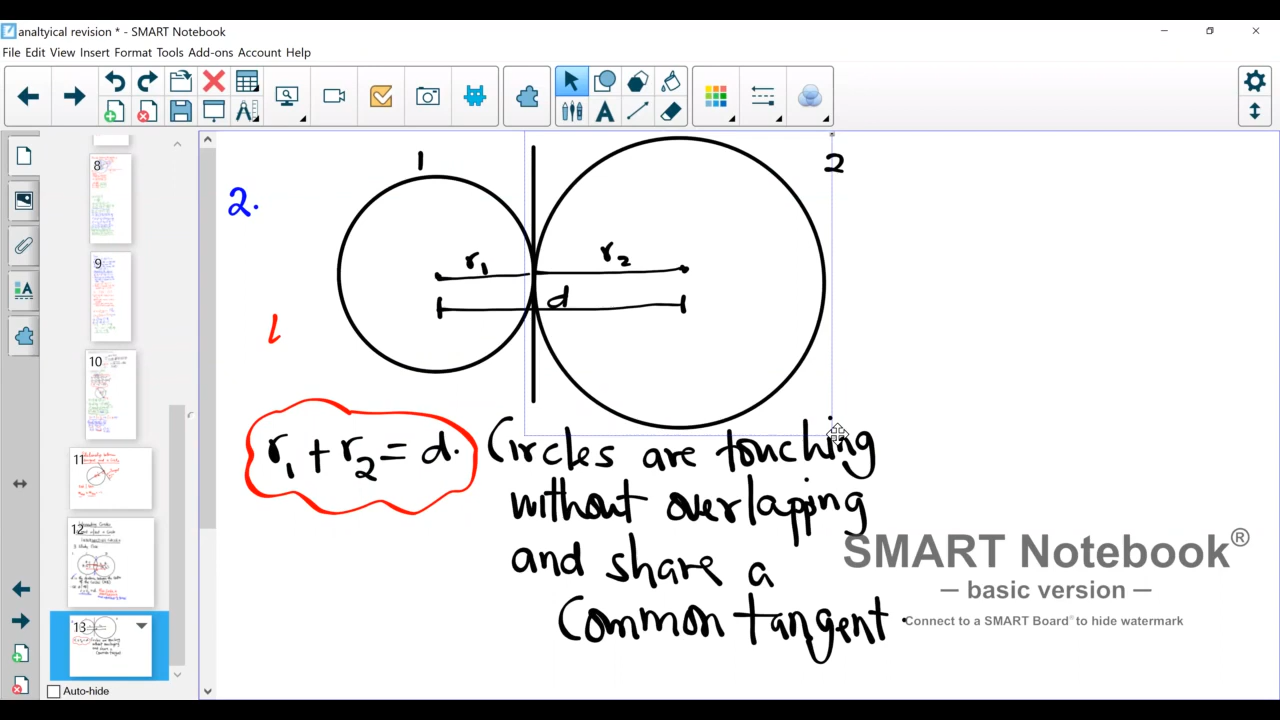 analtyical revision * - SMART Notebook
File Edit View Insert Format Tools Add-ons Account Help
8
9
10
11
12
13
Auto-hide
2.
1
2
r₁
r₂
d
r₁ + r₂ = d.
Circles are touching
without overlapping
and share a
Common tangent.
SMART Notebook®
— basic version —
Connect to a SMART Board® to hide watermark